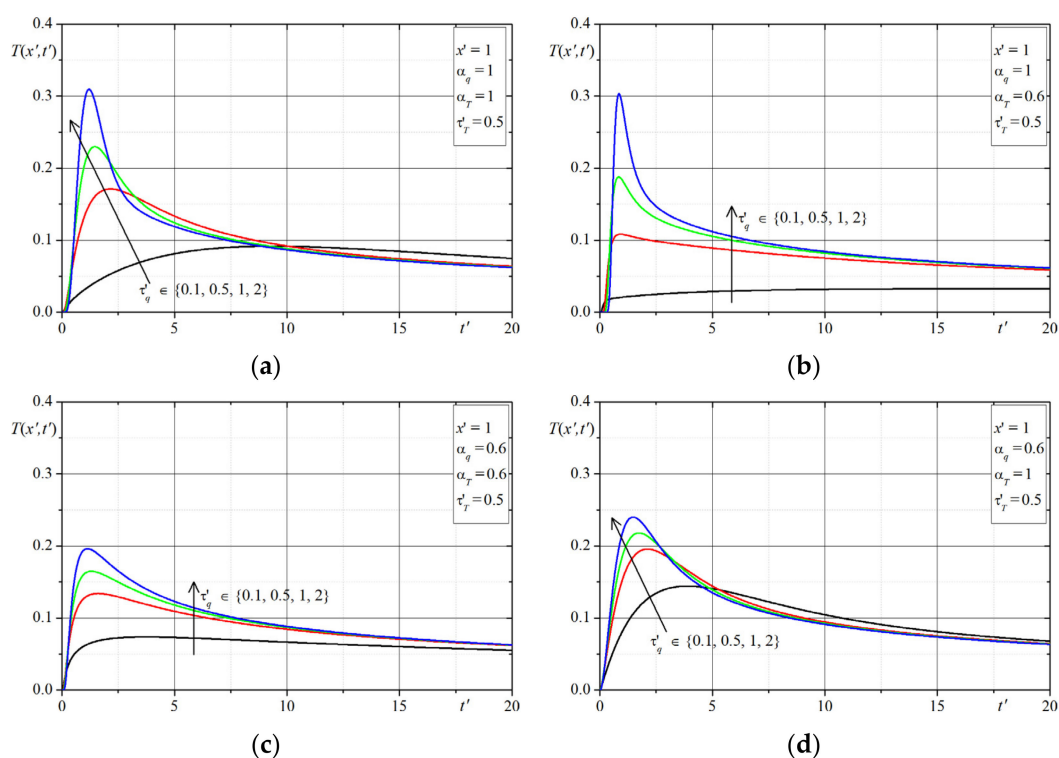 0.4
T(x′,t′)
0.3
0.2
0.1
0.0
0 5 10 15 20
t′
x′ = 1
α_q = 1
α_T = 1
τ′_T = 0.5
τ′_q ∈ {0.1, 0.5, 1, 2}
(a)
0.4
T(x′,t′)
0.3
0.2
0.1
0.0
0 5 10 15 20
t′
x′ = 1
α_q = 1
α_T = 0.6
τ′_T = 0.5
τ′_q ∈ {0.1, 0.5, 1, 2}
(b)
0.4
T(x′,t′)
0.3
0.2
0.1
0.0
0 5 10 15 20
t′
x′ = 1
α_q = 0.6
α_T = 0.6
τ′_T = 0.5
τ′_q ∈ {0.1, 0.5, 1, 2}
(c)
0.4
T(x′,t′)
0.3
0.2
0.1
0.0
0 5 10 15 20
t′
x′ = 1
α_q = 0.6
α_T = 1
τ′_T = 0.5
τ′_q ∈ {0.1, 0.5, 1, 2}
(d)